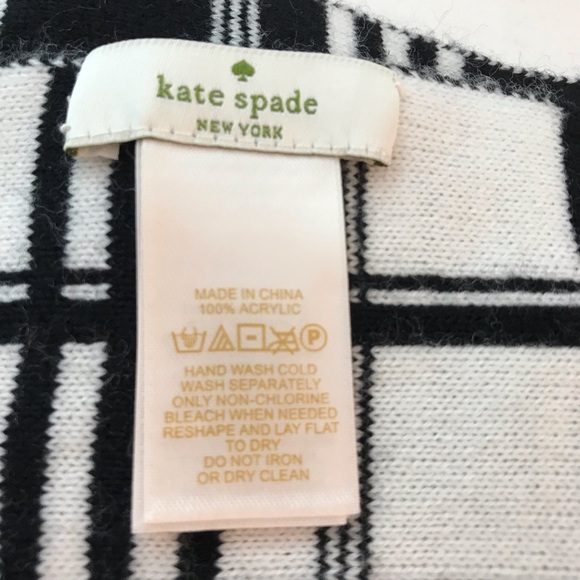 kate spade
NEW YORK
MADE IN CHINA
100% ACRYLIC
P
HAND WASH COLD
WASH SEPARATELY
ONLY NON-CHLORINE
BLEACH WHEN NEEDED
RESHAPE AND LAY FLAT
TO DRY
DO NOT IRON
OR DRY CLEAN